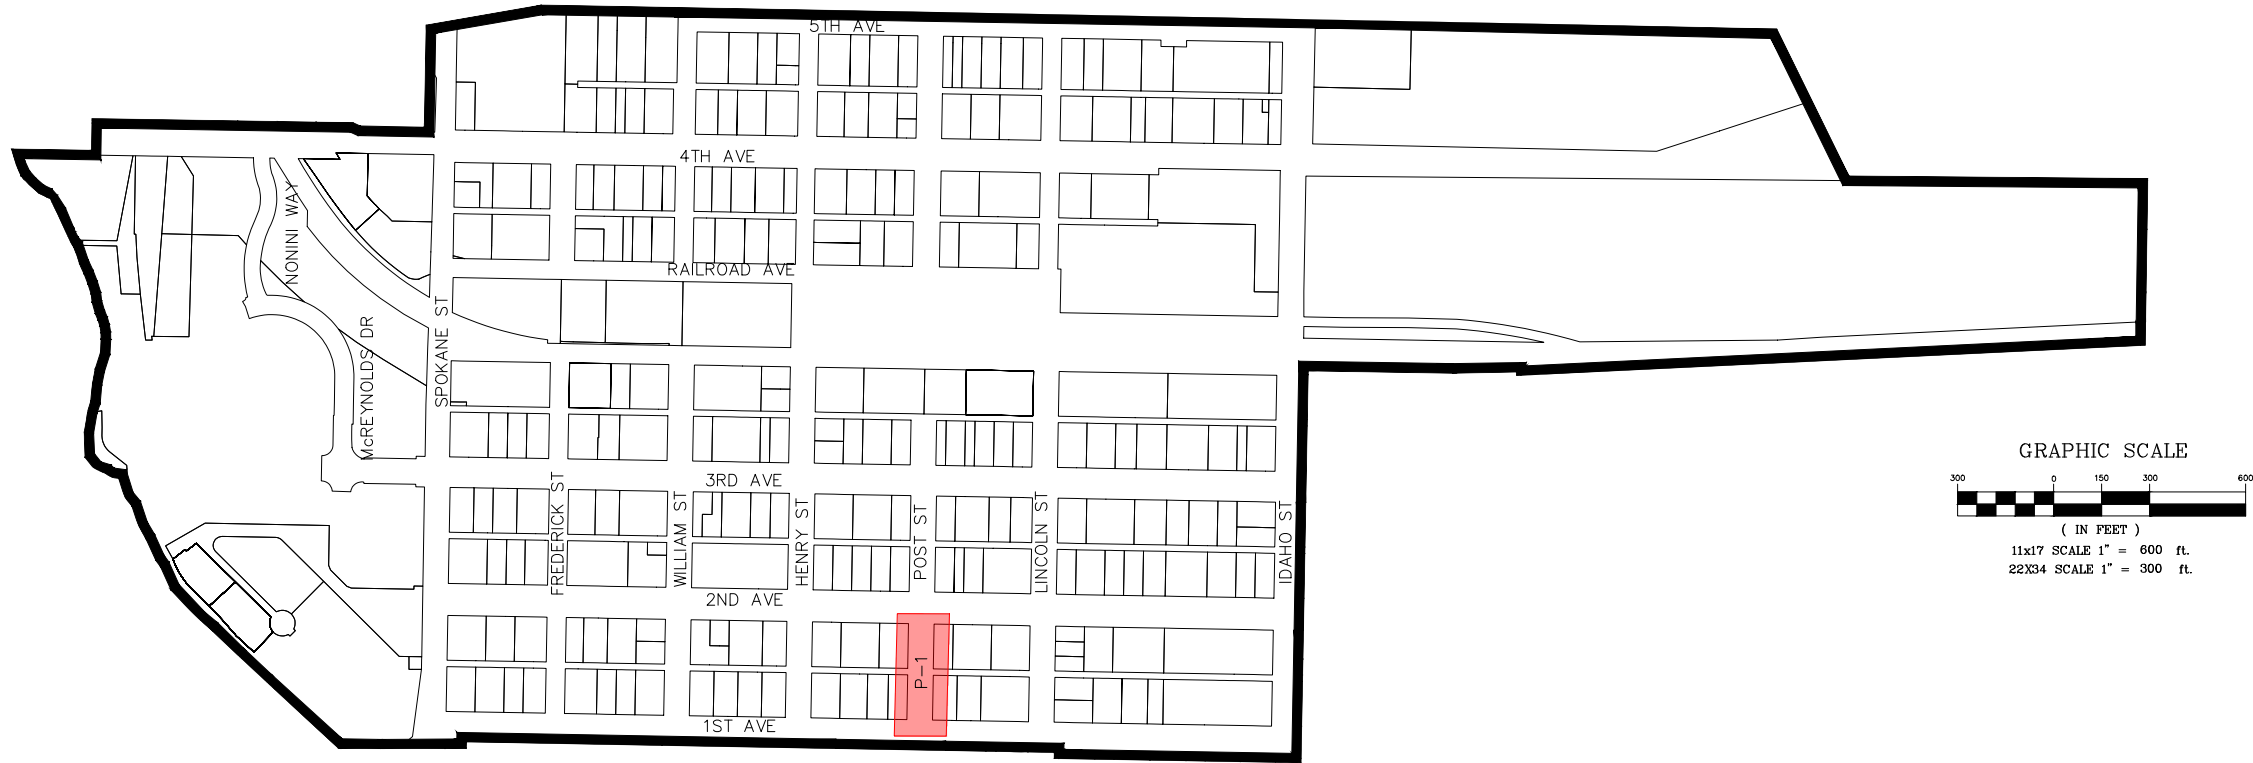 5TH AVE
4TH AVE
NONINI WAY
RAILROAD AVE
SPOKANE ST
McREYNOLDS DR
3RD AVE
FREDERICK ST
WILLIAM ST
HENRY ST
POST ST
LINCOLN ST
IDAHO ST
2ND AVE
P-1
1ST AVE
GRAPHIC SCALE
300 0 150 300 600
( IN FEET )
11x17 SCALE 1" = 600 ft.
22X34 SCALE 1" = 300 ft.